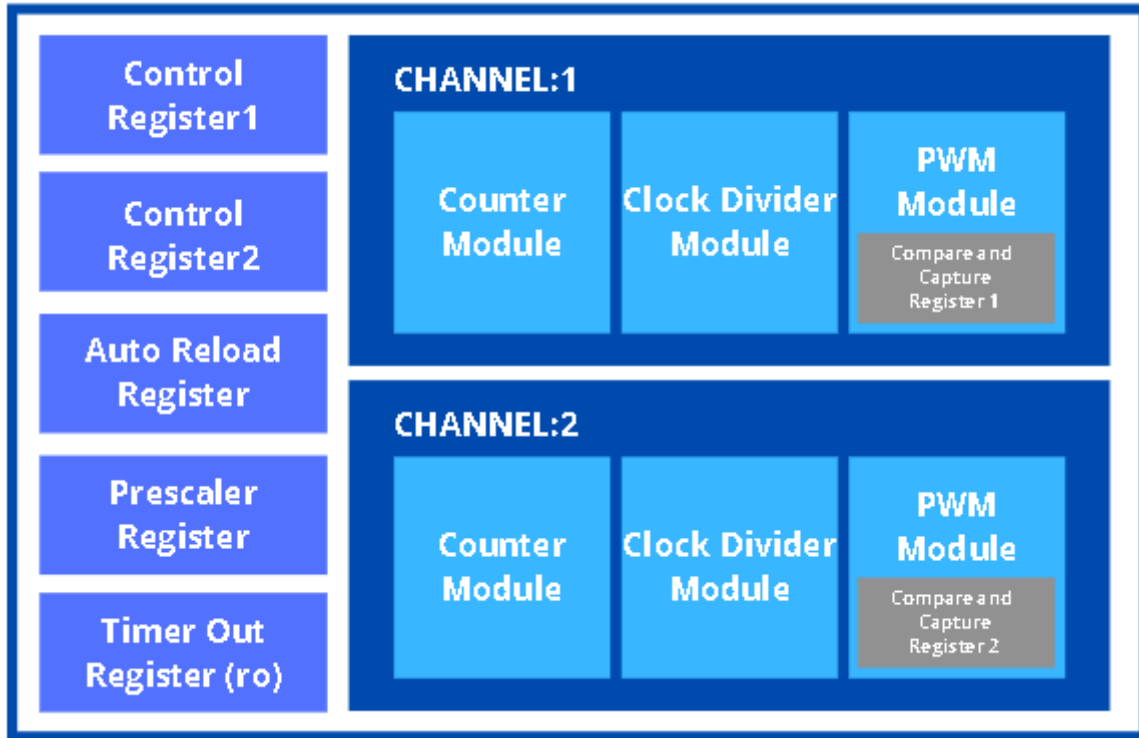 Control
Register1
Control
Register2
Auto Reload
Register
Prescaler
Register
Timer Out
Register (ro)
CHANNEL:1
Counter
Module
Clock Divider
Module
PWM
Module
Compare and
Capture
Register 1
CHANNEL:2
Counter
Module
Clock Divider
Module
PWM
Module
Compare and
Capture
Register 2